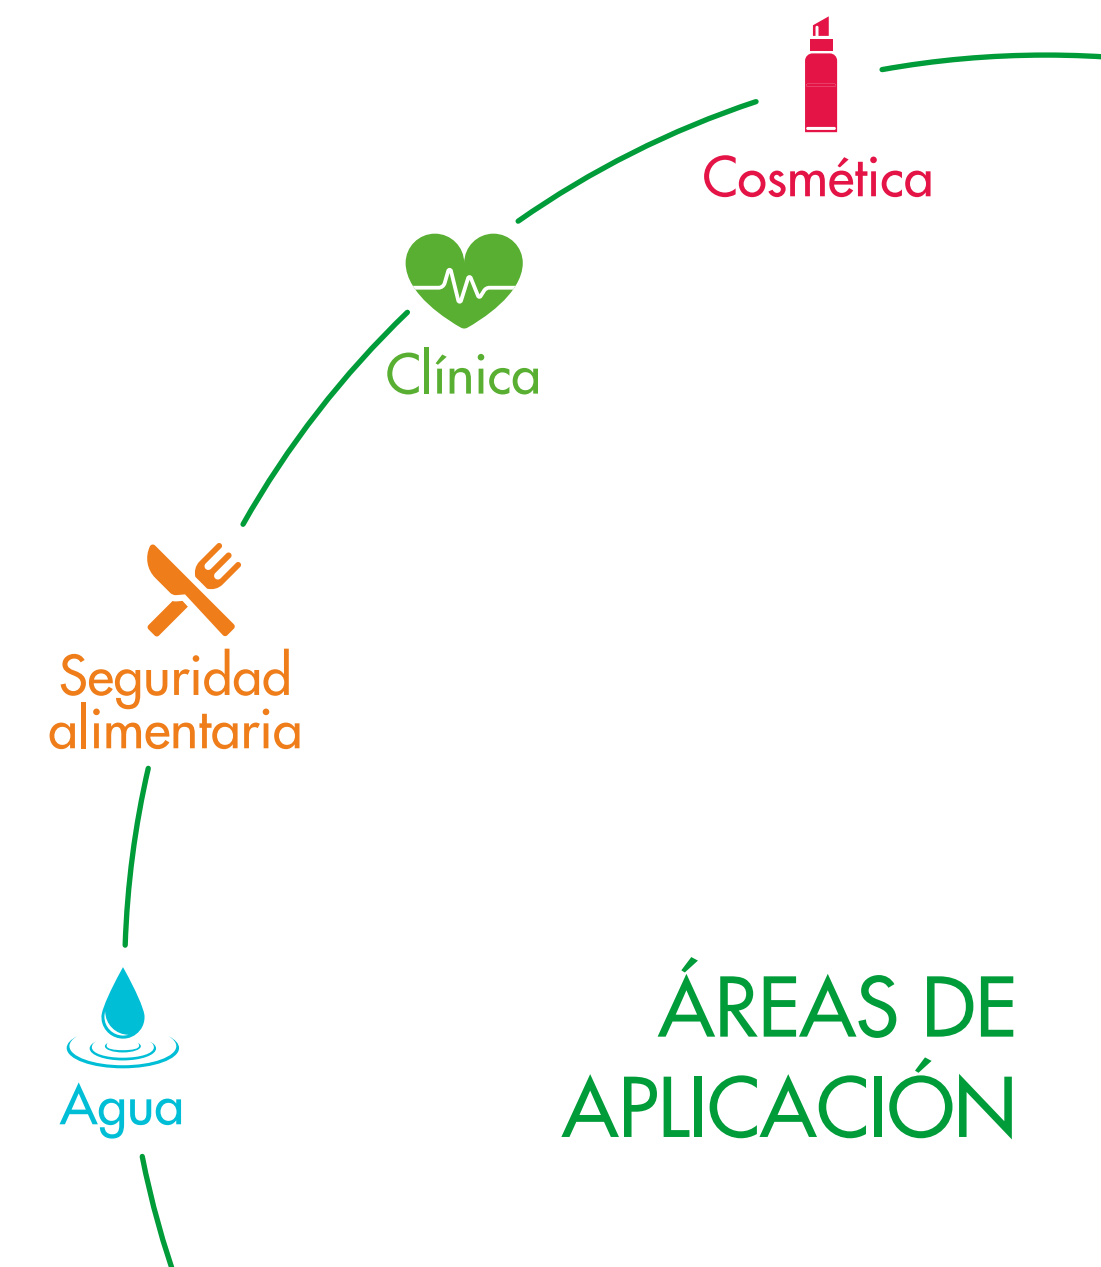 Cosmética
Clínica
Seguridad
alimentaria
Agua
ÁREAS DE
APLICACIÓN